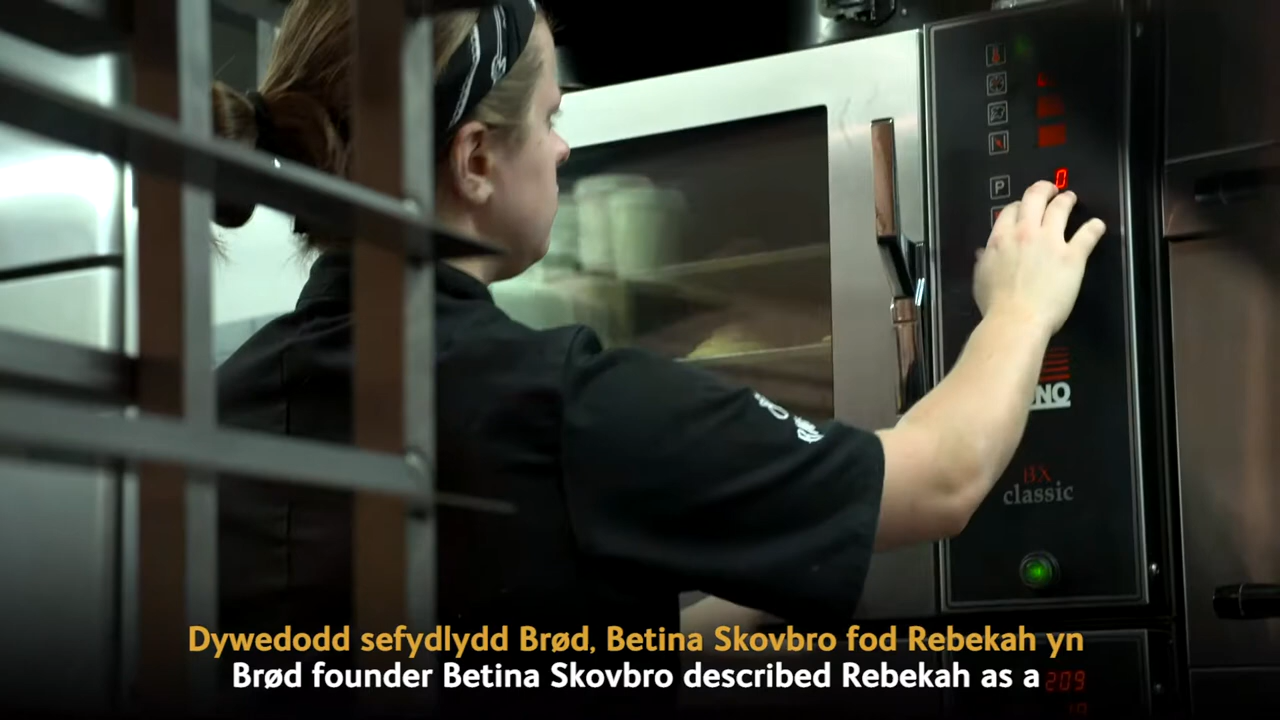 P
0
BX
classic
Dywedodd sefydlydd Brød, Betina Skovbro fod Rebekah yn
Brød founder Betina Skovbro described Rebekah as a
209